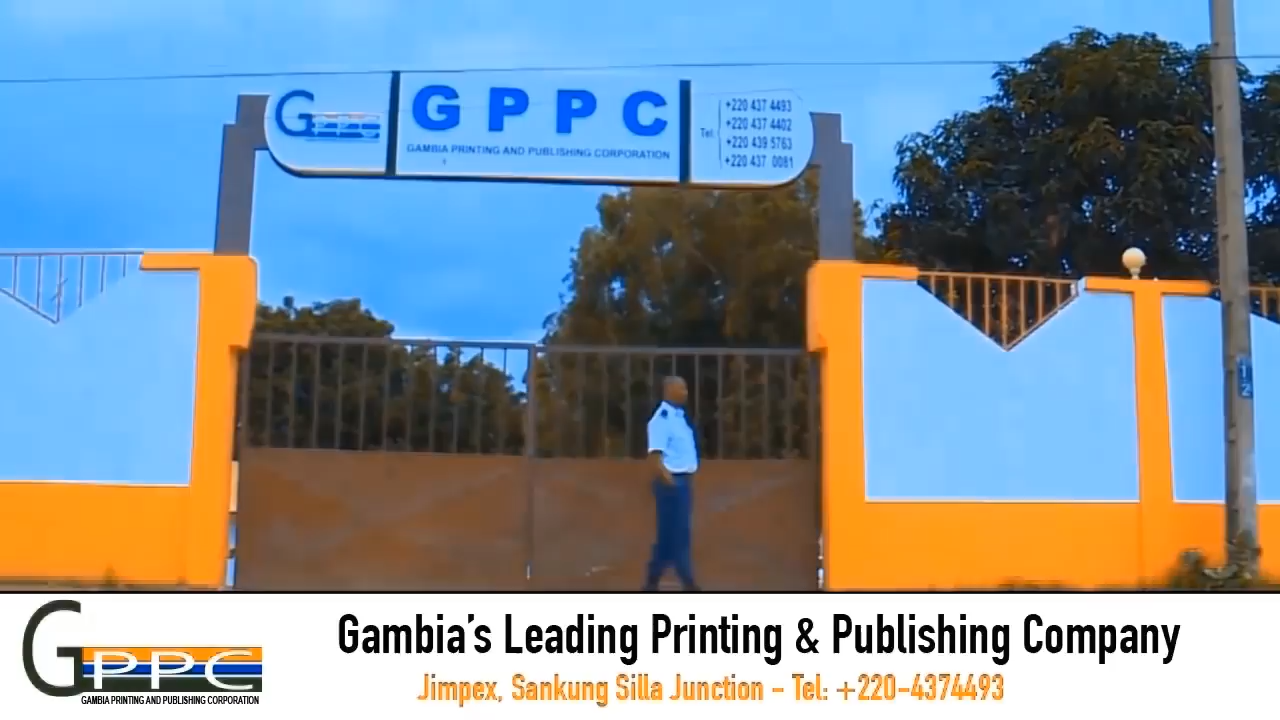 GPPC
G P P C
GAMBIA PRINTING AND PUBLISHING CORPORATION
Tel:
+220 437 4493
+220 437 4402
+220 439 5763
+220 437 0081
12
GPPC
GAMBIA PRINTING AND PUBLISHING CORPORATION
Gambia's Leading Printing & Publishing Company
Jimpex, Sankung Silla Junction - Tel: +220-4374493